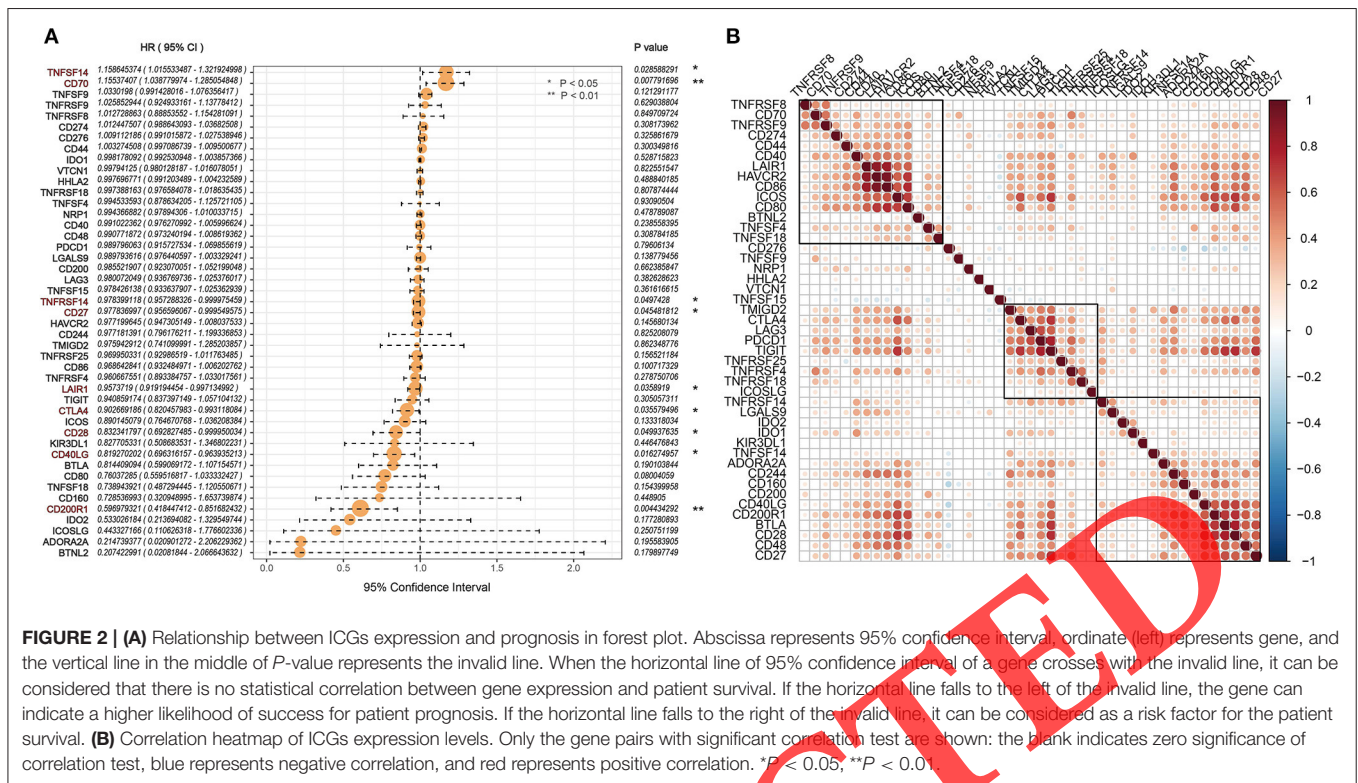 A
HR ( 95% CI )
P value
TNFSF14 1.158645374 ( 1.015533487 - 1.321924998 ) 0.028588291 *
CD70 1.15537407 ( 1.038779974 - 1.285054848 ) 0.007791696 **
TNFSF9 1.0330198 ( 0.991428016 - 1.076356417 ) 0.121291177
TNFRSF9 1.025852944 ( 0.924933161 - 1.13778412 ) 0.629038804
TNFRSF8 1.012728863 ( 0.88853552 - 1.154281091 ) 0.849709724
CD274 1.012447507 ( 0.988643093 - 1.03682508 ) 0.308173962
CD276 1.009112186 ( 0.991015872 - 1.027538946 ) 0.325861679
CD44 1.003274508 ( 0.997086739 - 1.009500677 ) 0.300349816
IDO1 0.998178092 ( 0.992530948 - 1.003857366 ) 0.528715823
VTCN1 0.99794125 ( 0.980128187 - 1.016078051 ) 0.822551547
HHLA2 0.997696771 ( 0.991203489 - 1.004232589 ) 0.488840185
TNFRSF18 0.997388163 ( 0.976584078 - 1.018635435 ) 0.807874444
TNFSF4 0.994533593 ( 0.878634205 - 1.125721105 ) 0.93090504
NRP1 0.994366882 ( 0.97894306 - 1.010033715 ) 0.478789087
CD40 0.991022362 ( 0.976270992 - 1.005996624 ) 0.238558395
CD48 0.990771872 ( 0.973240194 - 1.008619362 ) 0.308784185
PDCD1 0.989796063 ( 0.915727534 - 1.069855619 ) 0.79606134
LGALS9 0.989793616 ( 0.976440597 - 1.003329241 ) 0.138779456
CD200 0.985521907 ( 0.923070051 - 1.052199048 ) 0.662385847
LAG3 0.980072049 ( 0.936769736 - 1.025376017 ) 0.382628623
TNFSF15 0.978426138 ( 0.933637907 - 1.025362939 ) 0.361616615
TNFRSF14 0.978399118 ( 0.957288326 - 0.999975459 ) 0.0497428 *
CD27 0.977836997 ( 0.956596067 - 0.999549575 ) 0.045481812 *
HAVCR2 0.977199645 ( 0.947305149 - 1.008037533 ) 0.145680134
CD244 0.977181391 ( 0.796176211 - 1.199336853 ) 0.825208079
TMIGD2 0.975942912 ( 0.741099991 - 1.285203857 ) 0.862348776
TNFRSF25 0.969950331 ( 0.92986519 - 1.011763485 ) 0.156521184
CD86 0.968642841 ( 0.932484971 - 1.006202762 ) 0.100717329
TNFRSF4 0.960067551 ( 0.893384757 - 1.033017561 ) 0.278750706
LAIR1 0.9573719 ( 0.919194454 - 0.997134992 ) 0.0358919 *
TIGIT 0.940859174 ( 0.837397149 - 1.057104132 ) 0.305057311
CTLA4 0.902669186 ( 0.820457983 - 0.993118084 ) 0.035579496 *
ICOS 0.890145079 ( 0.764670768 - 1.036208384 ) 0.133318034
CD28 0.832341797 ( 0.692827485 - 0.999950034 ) 0.049937635 *
KIR3DL1 0.827705331 ( 0.508683531 - 1.346802231 ) 0.446476843
CD40LG 0.819270202 ( 0.696316157 - 0.963935213 ) 0.016274957 *
BTLA 0.814409094 ( 0.599069172 - 1.107154571 ) 0.190103844
CD80 0.76037285 ( 0.559516817 - 1.033332427 ) 0.08004059
TNFSF18 0.738943921 ( 0.487294445 - 1.120550671 ) 0.154399958
CD160 0.728536993 ( 0.320948995 - 1.653739874 ) 0.448905
CD200R1 0.596979321 ( 0.418447412 - 0.851682432 ) 0.004434292 **
IDO2 0.533026184 ( 0.213694082 - 1.329549744 ) 0.177280893
ICOSLG 0.443327166 ( 0.110626318 - 1.776602336 ) 0.250751199
ADORA2A 0.214739377 ( 0.020901272 - 2.206229362 ) 0.195583905
BTNL2 0.207422991 ( 0.02081844 - 2.066643632 ) 0.179897749
* P < 0.05
** P < 0.01
0.0 0.5 1.0 1.5 2.0
95% Confidence Interval
B
TNFRSF8
TNFRSF8
CD70
TNFRSF9
CD274
CD44
CD40
LAIR1
HAVCR2
CD86
ICOS
CD80
BTNL2
TNFSF4
TNFSF18
CD276
TNFSF9
NRP1
HHLA2
VTCN1
TNFSF15
TMIGD2
CTLA4
LAG3
PDCD1
TIGIT
TNFRSF25
TNFRSF4
TNFRSF18
ICOSLG
TNFRSF14
LGALS9
IDO2
IDO1
KIR3DL1
TNFSF14
ADORA2A
CD244
CD160
CD200
CD40LG
CD200R1
BTLA
CD28
CD48
CD27
1
0.8
0.6
0.4
0.2
0
−0.2
−0.4
−0.6
−0.8
−1
FIGURE 2 | (A) Relationship between ICGs expression and prognosis in forest plot. Abscissa represents 95% confidence interval, ordinate (left) represents gene, and
the vertical line in the middle of P-value represents the invalid line. When the horizontal line of 95% confidence interval of a gene crosses with the invalid line, it can be
considered that there is no statistical correlation between gene expression and patient survival. If the horizontal line falls to the left of the invalid line, the gene can
indicate a higher likelihood of success for patient prognosis. If the horizontal line falls to the right of the invalid line, it can be considered as a risk factor for the patient
survival. (B) Correlation heatmap of ICGs expression levels. Only the gene pairs with significant correlation test are shown: the blank indicates zero significance of
correlation test, blue represents negative correlation, and red represents positive correlation. *P < 0.05, **P < 0.01.
CTED